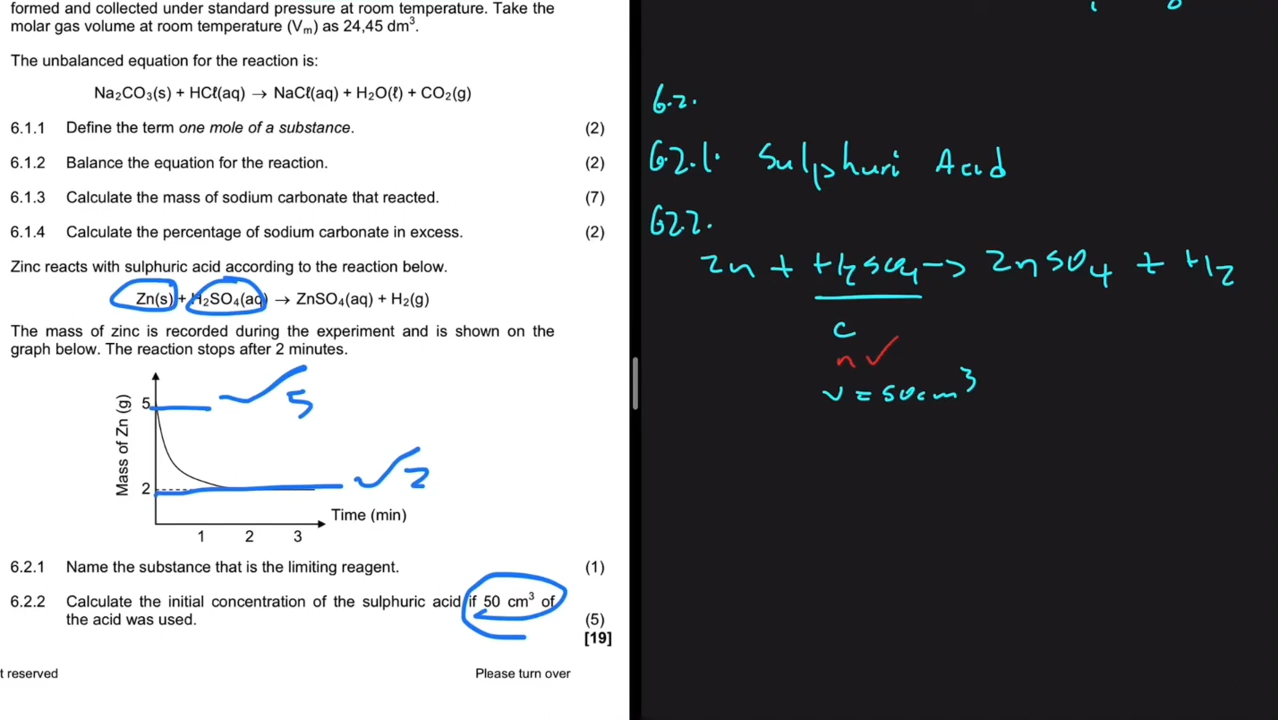 formed and collected under standard pressure at room temperature. Take the
molar gas volume at room temperature (Vm) as 24,45 dm³.
The unbalanced equation for the reaction is:
Na₂CO₃(s) + HCℓ(aq) → NaCℓ(aq) + H₂O(ℓ) + CO₂(g)
6.1.1 Define the term one mole of a substance. (2)
6.1.2 Balance the equation for the reaction. (2)
6.1.3 Calculate the mass of sodium carbonate that reacted. (7)
6.1.4 Calculate the percentage of sodium carbonate in excess. (2)
Zinc reacts with sulphuric acid according to the reaction below.
Zn(s) + H₂SO₄(aq) → ZnSO₄(aq) + H₂(g)
The mass of zinc is recorded during the experiment and is shown on the
graph below. The reaction stops after 2 minutes.
Mass of Zn (g)
5
5
2
2
Time (min)
1 2 3
6.2.1 Name the substance that is the limiting reagent. (1)
6.2.2 Calculate the initial concentration of the sulphuric acid if 50 cm³ of
the acid was used. (5)
[19]
t reserved Please turn over
6.2.
6.2.1. Sulphuri Acid
6.2.2.
Zn + H₂SO₄ → ZnSO₄ + H₂
c
n ✓
v = 50cm³